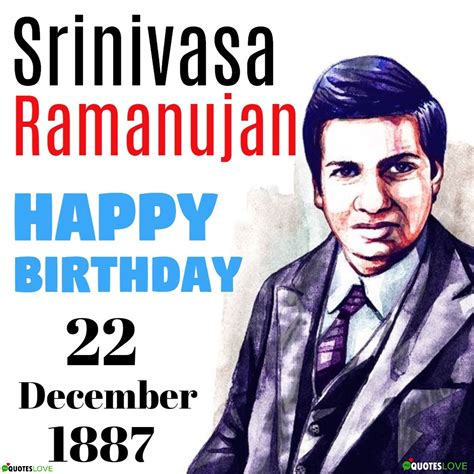 Srinivasa
Ramanujan
HAPPY
BIRTHDAY
22
December
1887
QUOTESLOVE
QUOTESLOVE